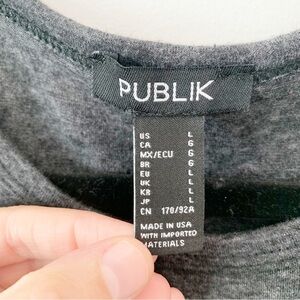 PUBLIK
US L
CA G
MX/ECU G
BR G
EU L
UK L
KR L
JP L
CN 170/92A
MADE IN USA
WITH IMPORTED
MATERIALS